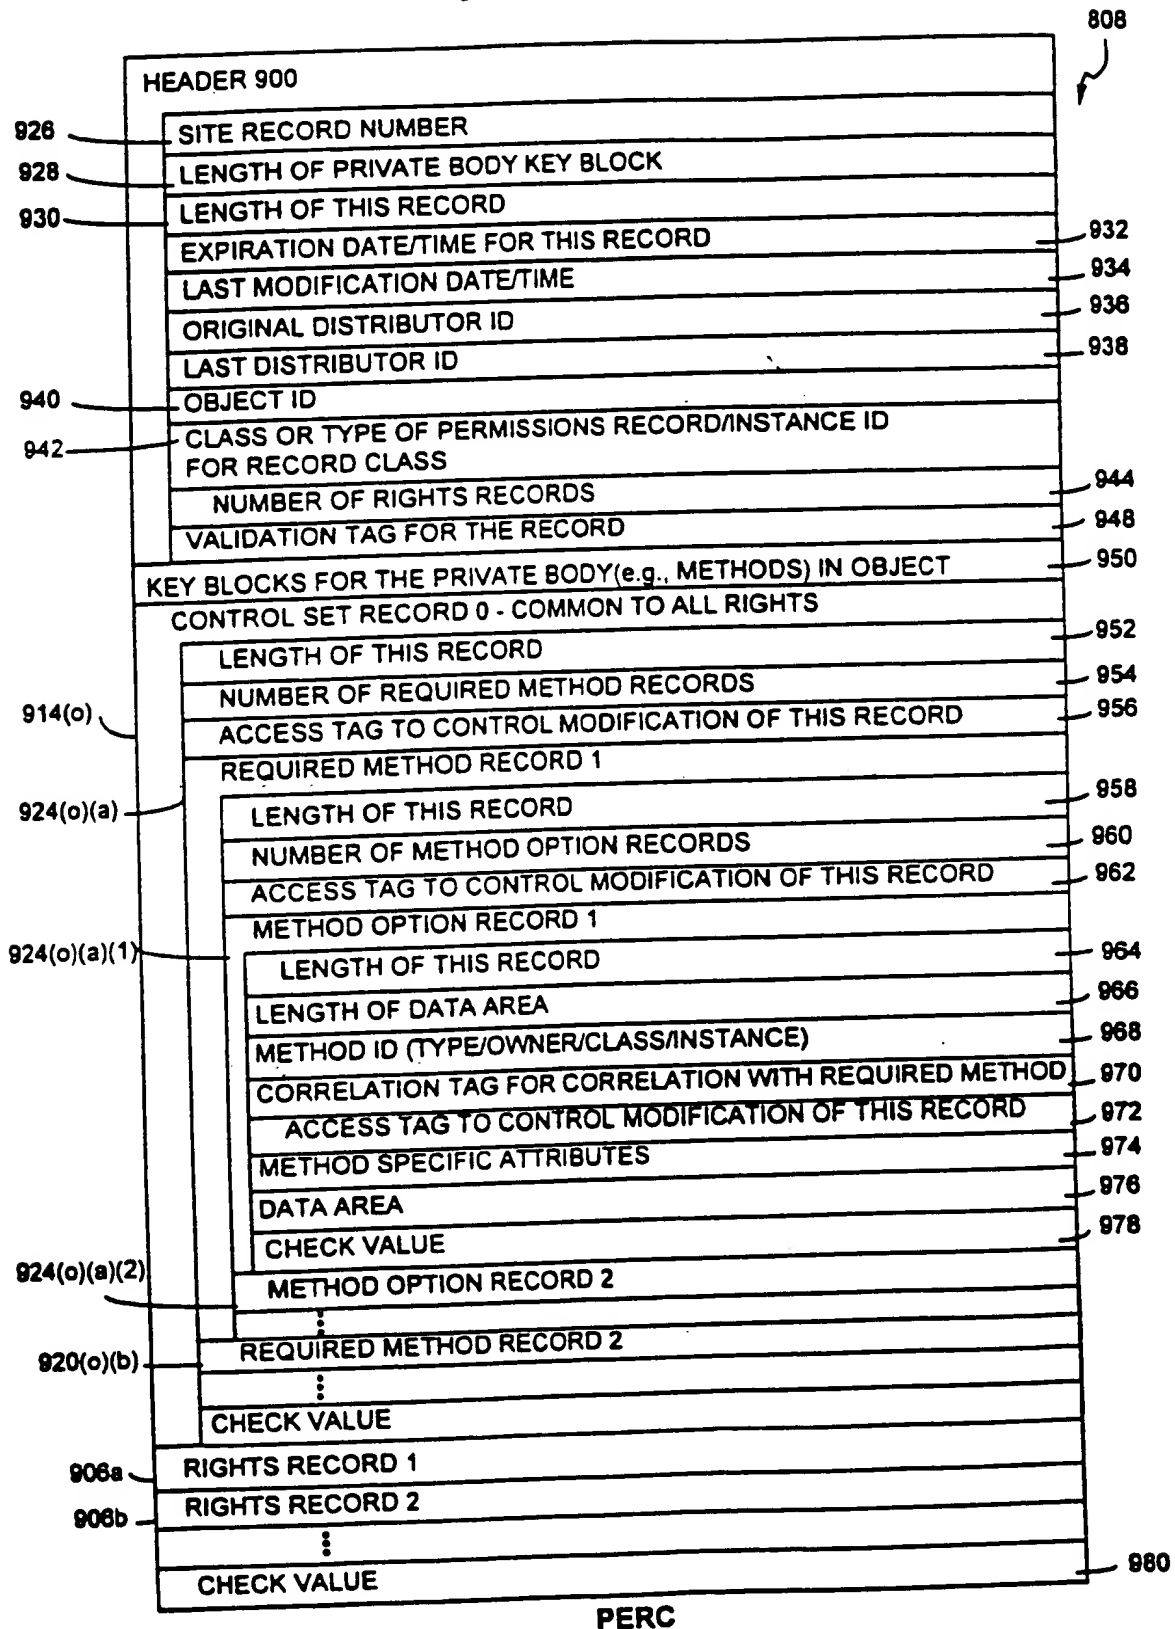 808
HEADER 900
926 SITE RECORD NUMBER
928 LENGTH OF PRIVATE BODY KEY BLOCK
930 LENGTH OF THIS RECORD
EXPIRATION DATE/TIME FOR THIS RECORD 932
LAST MODIFICATION DATE/TIME 934
ORIGINAL DISTRIBUTOR ID 936
LAST DISTRIBUTOR ID 938
940 OBJECT ID
942 CLASS OR TYPE OF PERMISSIONS RECORD/INSTANCE ID
FOR RECORD CLASS
NUMBER OF RIGHTS RECORDS 944
VALIDATION TAG FOR THE RECORD 948
KEY BLOCKS FOR THE PRIVATE BODY(e.g., METHODS) IN OBJECT 950
CONTROL SET RECORD 0 - COMMON TO ALL RIGHTS
LENGTH OF THIS RECORD 952
NUMBER OF REQUIRED METHOD RECORDS 954
914(o) ACCESS TAG TO CONTROL MODIFICATION OF THIS RECORD 956
REQUIRED METHOD RECORD 1
924(o)(a) LENGTH OF THIS RECORD 958
NUMBER OF METHOD OPTION RECORDS 960
ACCESS TAG TO CONTROL MODIFICATION OF THIS RECORD 962
METHOD OPTION RECORD 1
924(o)(a)(1) LENGTH OF THIS RECORD 964
LENGTH OF DATA AREA 966
METHOD ID (TYPE/OWNER/CLASS/INSTANCE) 968
CORRELATION TAG FOR CORRELATION WITH REQUIRED METHOD 970
ACCESS TAG TO CONTROL MODIFICATION OF THIS RECORD 972
METHOD SPECIFIC ATTRIBUTES 974
DATA AREA 976
CHECK VALUE 978
924(o)(a)(2) METHOD OPTION RECORD 2
920(o)(b) REQUIRED METHOD RECORD 2
CHECK VALUE
906a RIGHTS RECORD 1
906b RIGHTS RECORD 2
CHECK VALUE 980
PERC